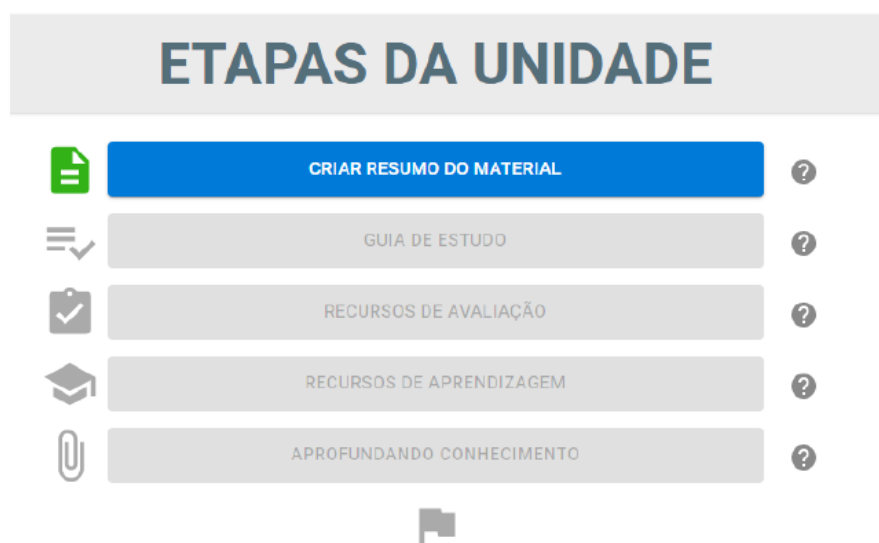 ETAPAS DA UNIDADE
CRIAR RESUMO DO MATERIAL
GUIA DE ESTUDO
RECURSOS DE AVALIAÇÃO
RECURSOS DE APRENDIZAGEM
APROFUNDANDO CONHECIMENTO